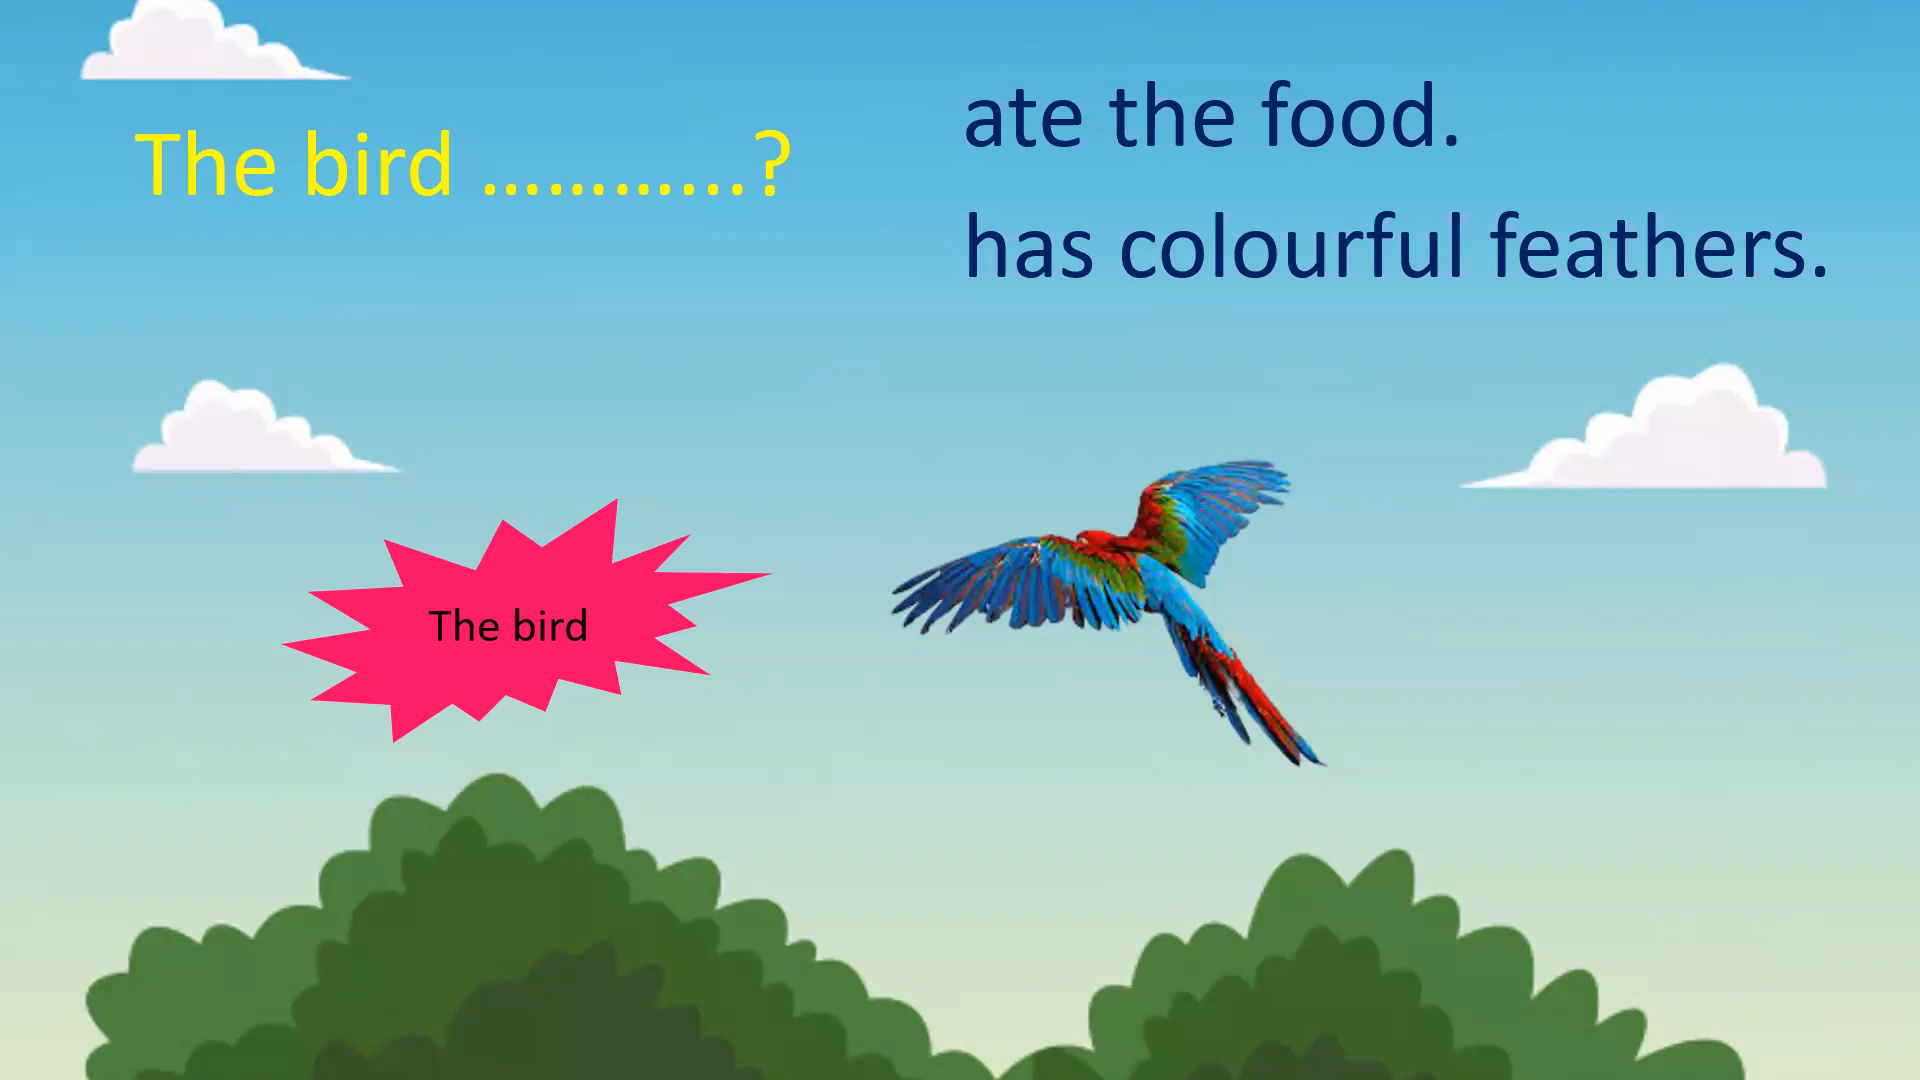 The bird ............?
ate the food.
has colourful feathers.
The bird